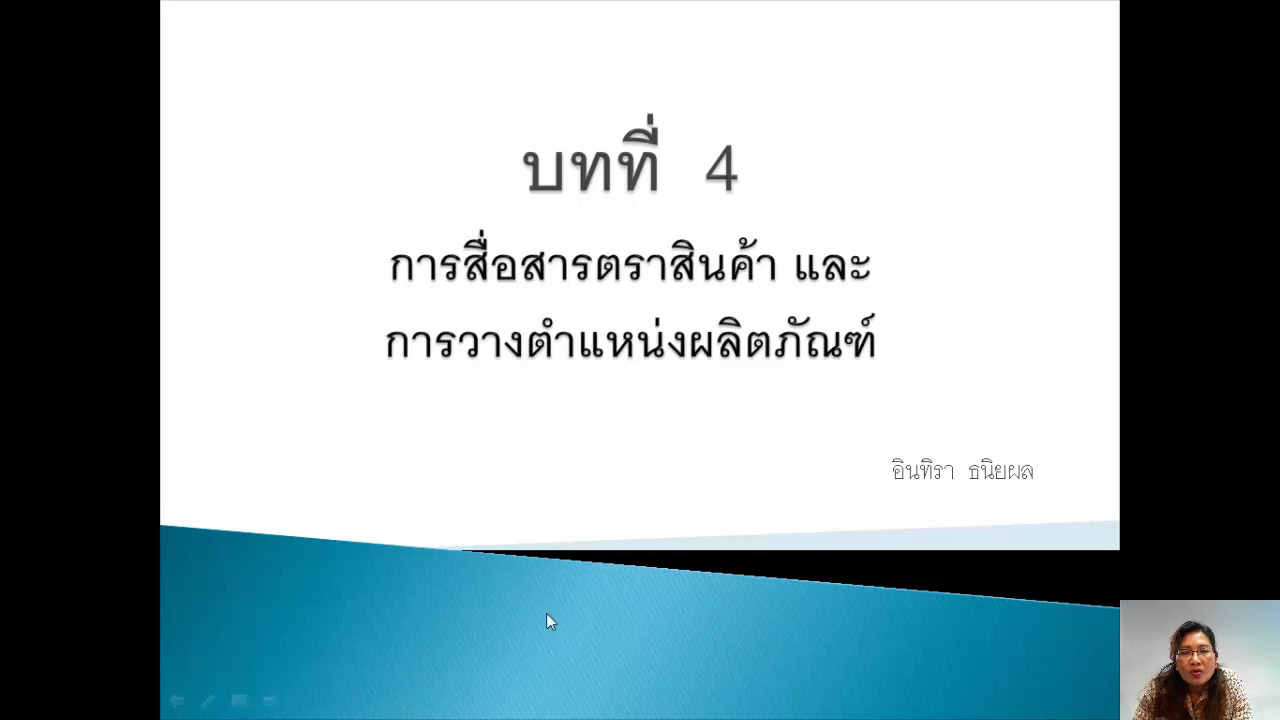 บทที่ 4
การสื่อสารตราสินค้า และ
การวางตำแหน่งผลิตภัณฑ์
อินทิรา ธนิยผล